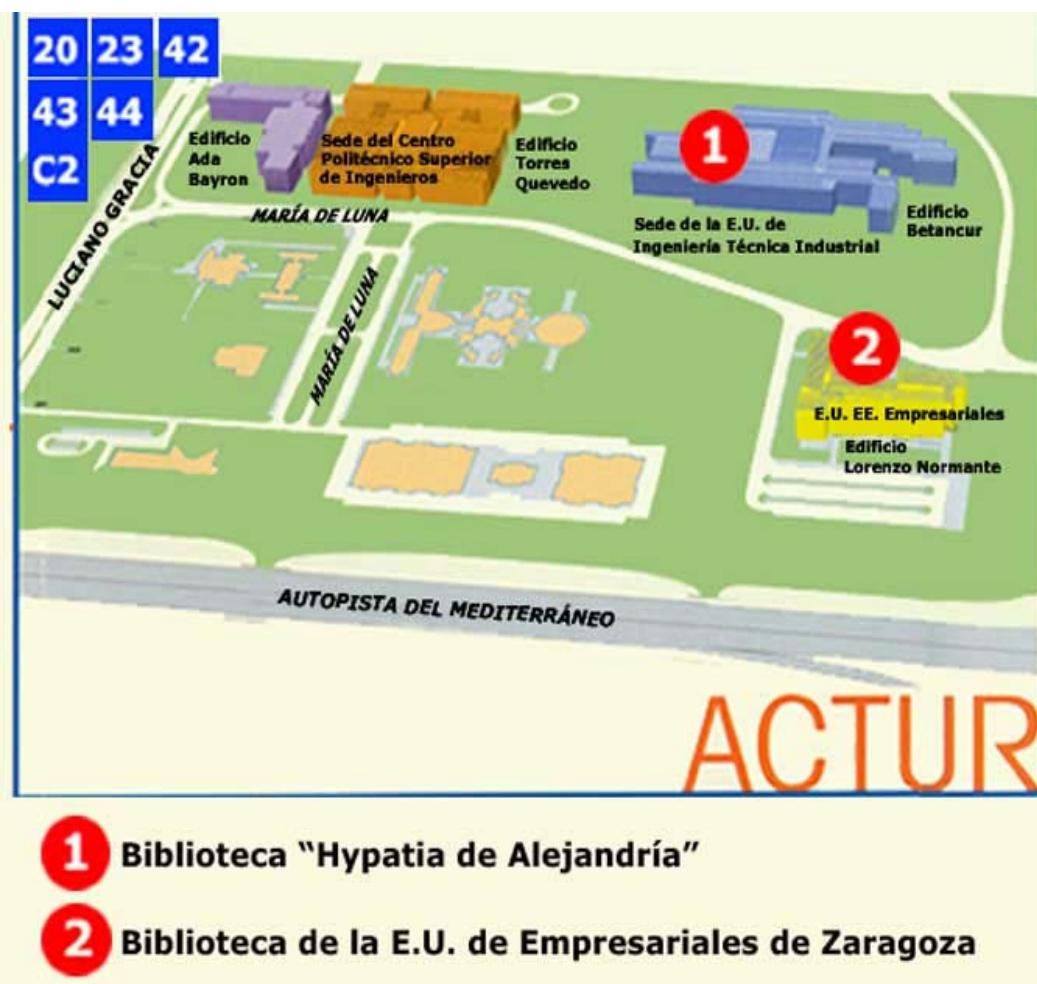 20 23 42
43 44
C2
LUCIANO GRACIA
Edificio
Ada
Bayron
Sede del Centro
Politécnico Superior
de Ingenieros
Edificio
Torres
Quevedo
1
Sede de la E.U. de
Ingeniería Técnica Industrial
Edificio
Betancur
MARÍA DE LUNA
MARÍA DE LUNA
2
E.U. EE. Empresariales
Edificio
Lorenzo Normante
AUTOPISTA DEL MEDITERRÁNEO
ACTUR
1 Biblioteca “Hypatia de Alejandría”
2 Biblioteca de la E.U. de Empresariales de Zaragoza